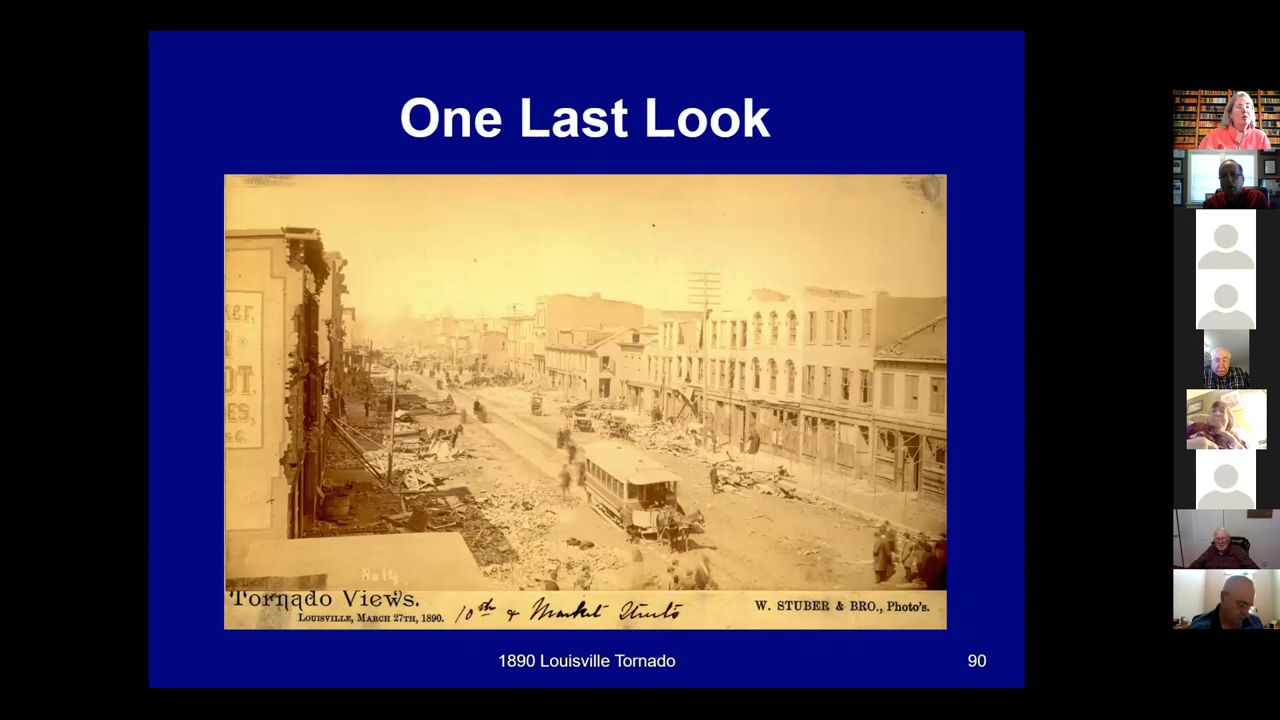 One Last Look
Tornado Views.
Louisville, March 27th, 1890.
10th & Market Streets
W. STUBER & BRO., Photo's.
1890 Louisville Tornado
90